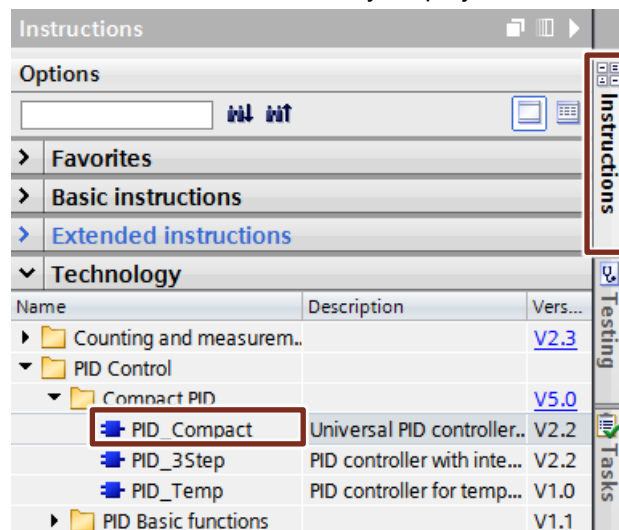 Instructions
Options
Favorites
Basic instructions
Extended instructions
Technology
Name Description Vers...
Counting and measurem.. V2.3
PID Control
Compact PID V5.0
PID_Compact Universal PID controller.. V2.2
PID_3Step PID controller with inte... V2.2
PID_Temp PID controller for temp... V1.0
PID Basic functions V1.1
Instructions
Testing
Tasks